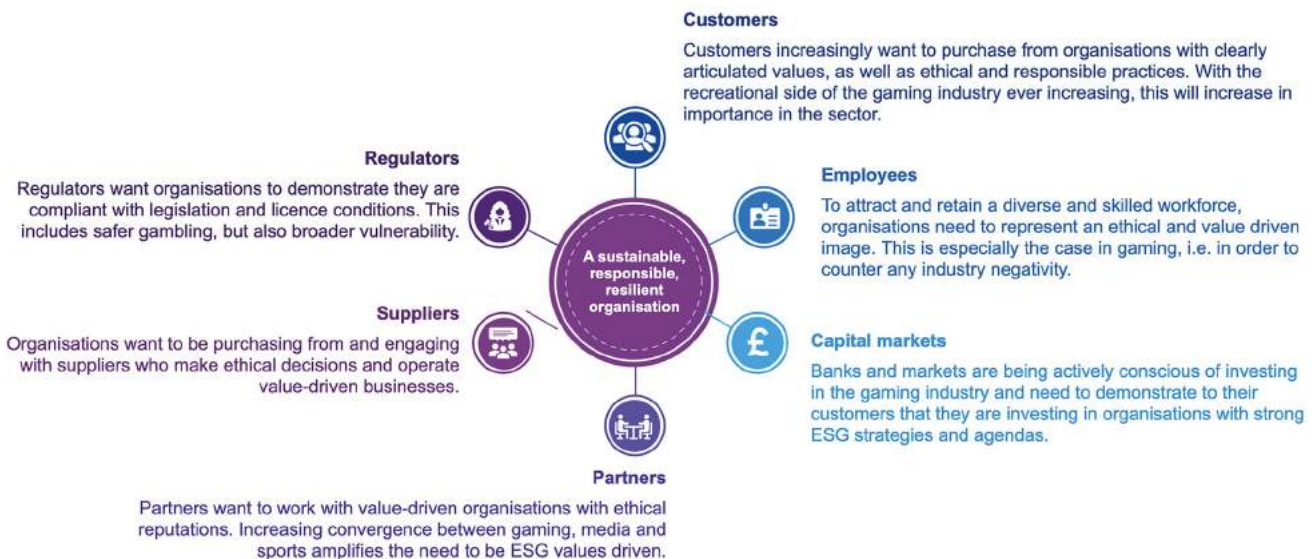 Customers
Customers increasingly want to purchase from organisations with clearly
articulated values, as well as ethical and responsible practices. With the
recreational side of the gaming industry ever increasing, this will increase in
importance in the sector.
Regulators
Regulators want organisations to demonstrate they are
compliant with legislation and licence conditions. This
includes safer gambling, but also broader vulnerability.
Employees
To attract and retain a diverse and skilled workforce,
organisations need to represent an ethical and value driven
image. This is especially the case in gaming, i.e. in order to
counter any industry negativity.
A sustainable,
responsible,
resilient
organisation
Suppliers
Organisations want to be purchasing from and engaging
with suppliers who make ethical decisions and operate
value-driven businesses.
£
Capital markets
Banks and markets are being actively conscious of investing
in the gaming industry and need to demonstrate to their
customers that they are investing in organisations with strong
ESG strategies and agendas.
Partners
Partners want to work with value-driven organisations with ethical
reputations. Increasing convergence between gaming, media and
sports amplifies the need to be ESG values driven.